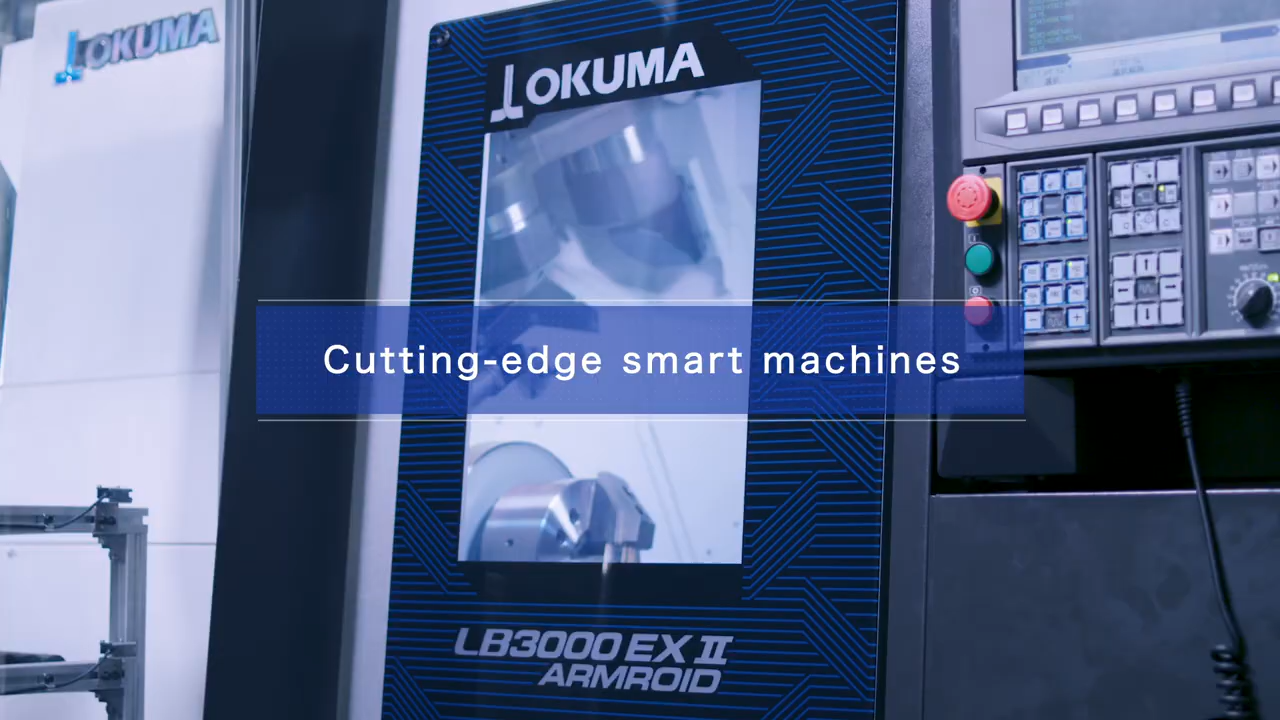 OKUMA
OKUMA
Cutting-edge smart machines
LB3000 EX II
ARMROID